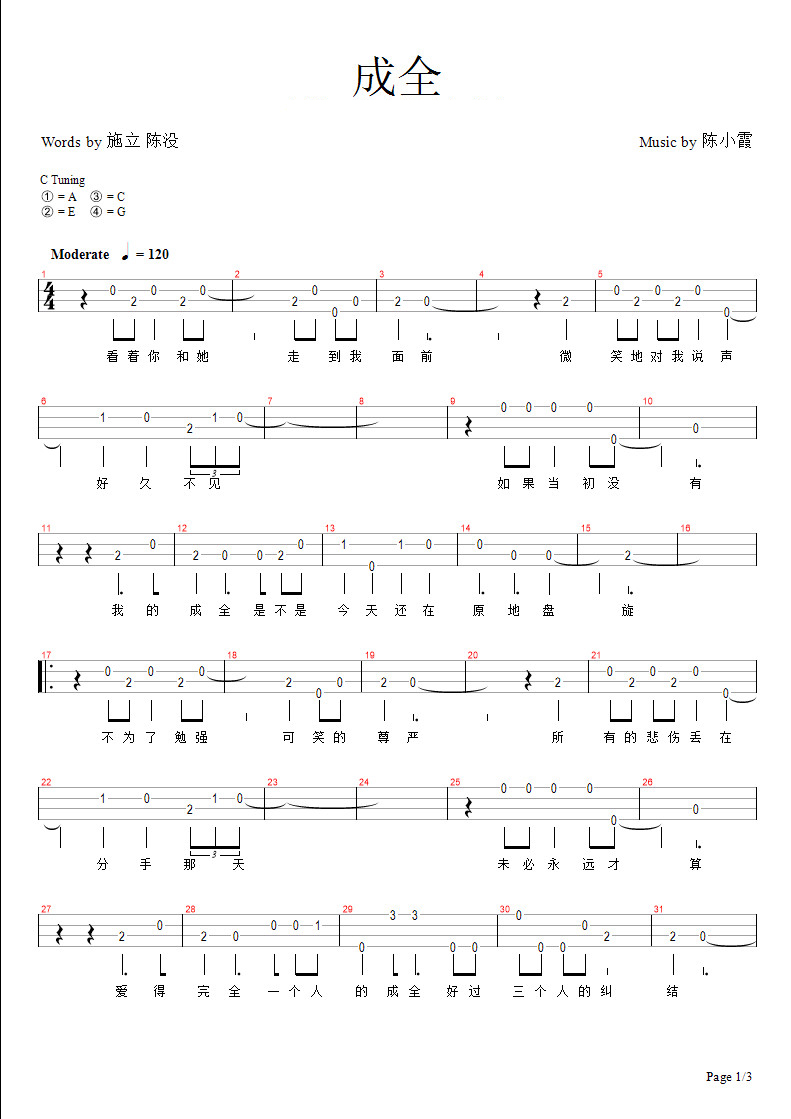 成全
Words by 施立 陈没
Music by 陈小霞
C Tuning
① = A ③ = C
② = E ④ = G
Moderate ♩ = 120
1 2 3 4 5
4/4 0 2 0 2 0 2 0 0 0 2 0 2 0 2 0 2 0 0
看着你 和她 走 到我 面 前 微 笑地对我说 声
6 7 8 9 10
1 0 2 1 0 0 0 0 0 0 0
3
好 久 不 见 如 果 当 初 没 有
11 12 13 14 15 16
2 0 2 0 0 2 0 1 0 1 0 0 0 0 2
我 的 成 全 是 不 是 今 天 还 在 原 地 盘 旋
17 18 19 20 21
0 2 0 2 0 2 0 0 2 0 2 0 2 0 2 0 0
不 为 了 勉 强 可 笑 的 尊 严 所 有 的 悲 伤 丢 在
22 23 24 25 26
1 0 2 1 0 0 0 0 0 0 0
3
分 手 那 天 未 必 永 远 才 算
27 28 29 30 31
2 0 2 0 0 0 1 0 3 3 0 0 0 0 0 0 2 2 0
爱 得 完 全 一 个 人 的 成 全 好 过 三 个 人 的 纠 结
Page 1/3